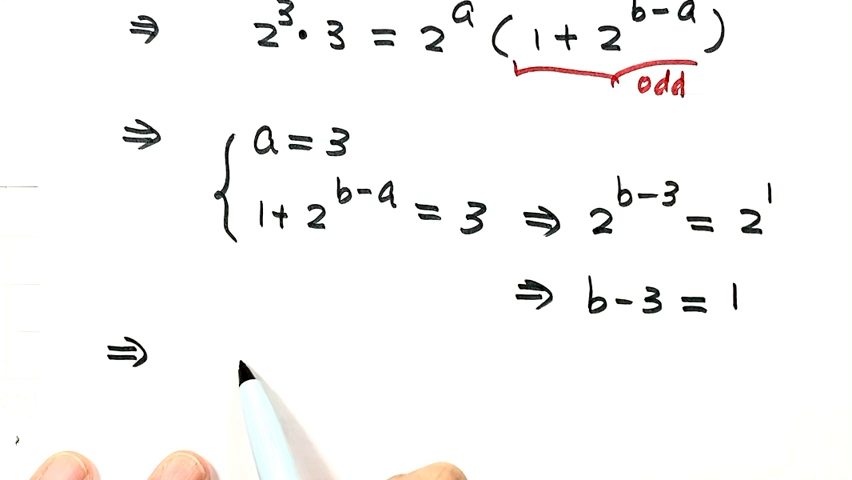 ⇒ 2³·3 = 2ᵃ (1 + 2ᵇ⁻ᵃ)
odd
⇒ { a = 3
1 + 2ᵇ⁻ᵃ = 3 ⇒ 2ᵇ⁻³ = 2¹
⇒ b − 3 = 1
⇒